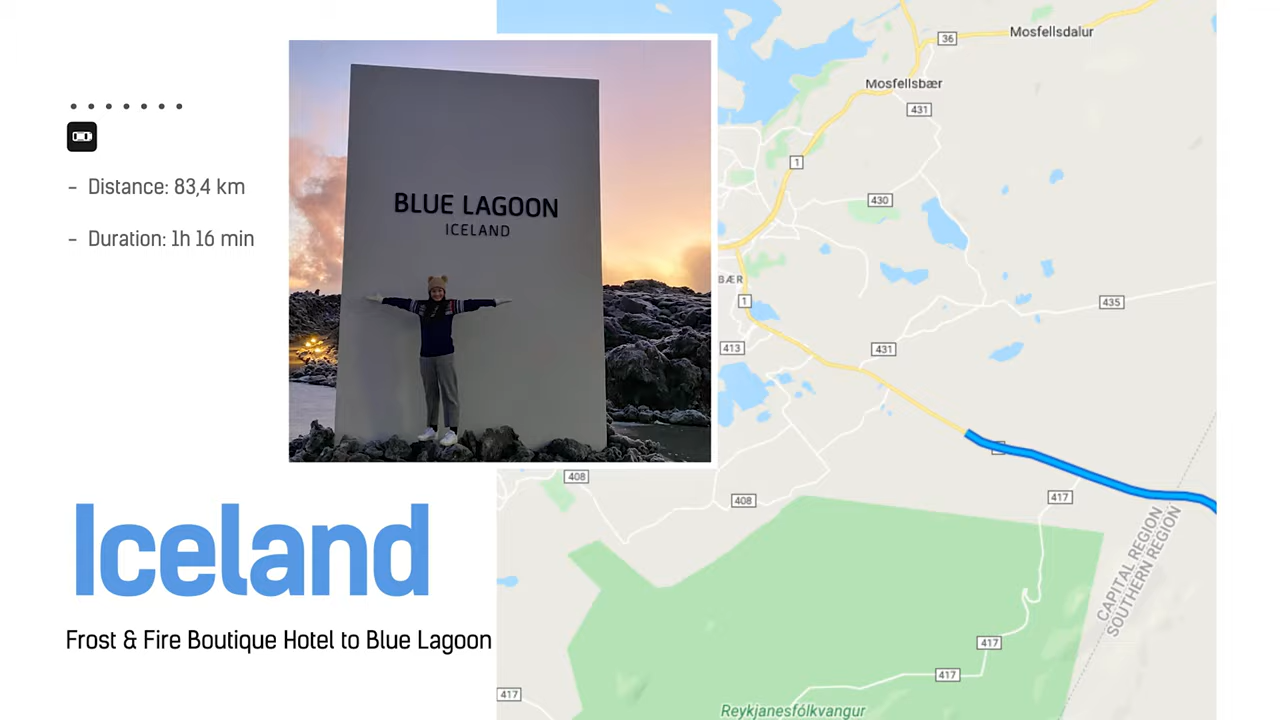 - Distance: 83,4 km
- Duration: 1h 16 min
BLUE LAGOON
ICELAND
Iceland
Frost & Fire Boutique Hotel to Blue Lagoon
36
Mosfellsdalur
Mosfellsbær
431
1
430
BÆR
1
435
413
431
408
408
417
CAPITAL REGION
SOUTHERN REGION
417
417
417
Reykjanesfólkvangur